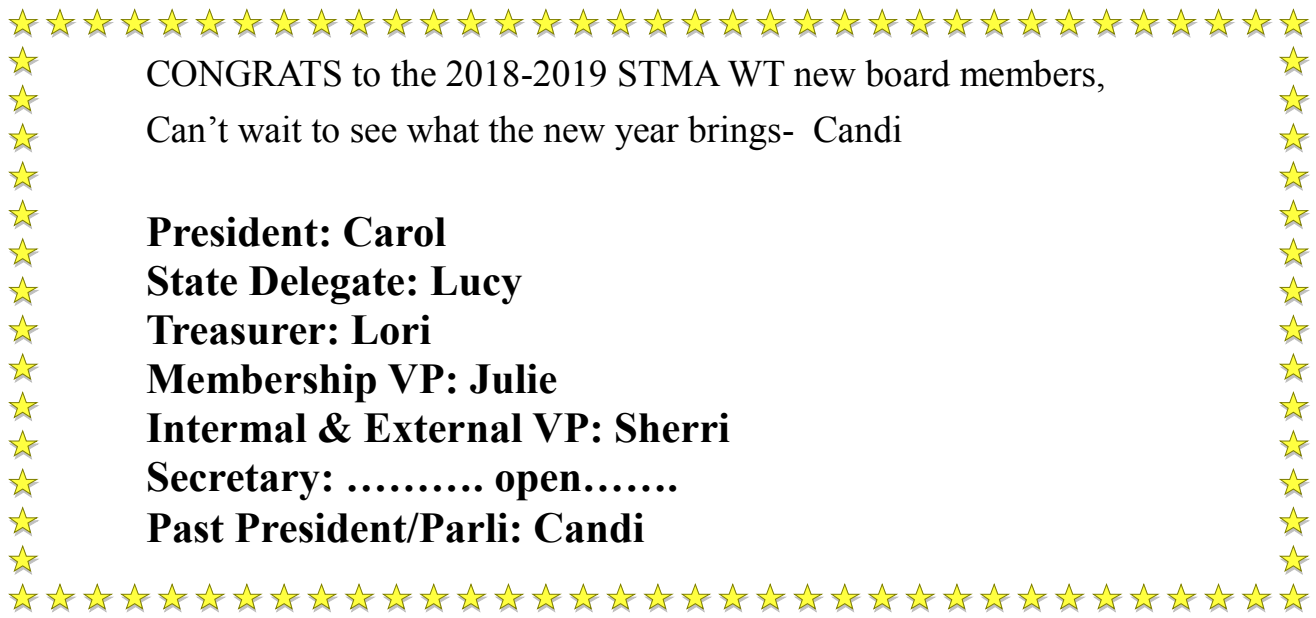 CONGRATS to the 2018-2019 STMA WT new board members,
Can’t wait to see what the new year brings-  Candi
President: Carol
State Delegate: Lucy
Treasurer: Lori
Membership VP: Julie
Intermal & External VP: Sherri
Secretary: ………. open…….
Past President/Parli: Candi